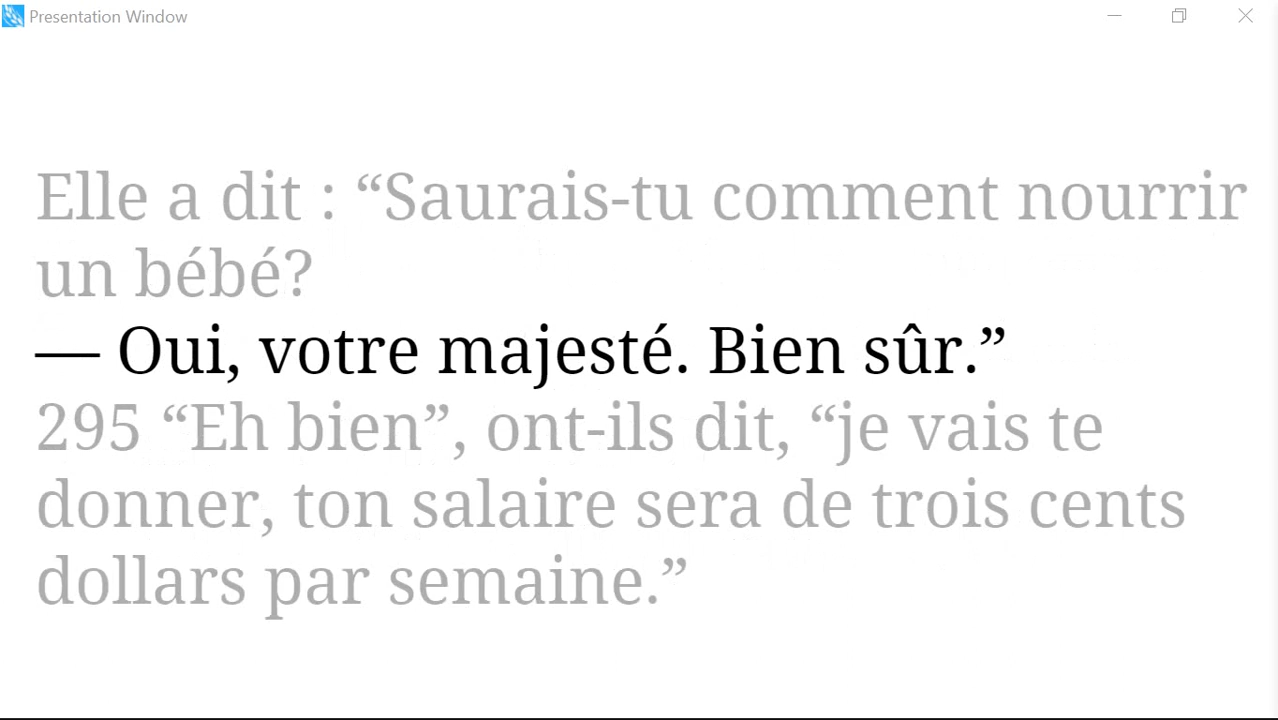 Presentation Window
Elle a dit : “Saurais-tu comment nourrir
un bébé?
— Oui, votre majesté. Bien sûr.”
295 “Eh bien”, ont-ils dit, “je vais te
donner, ton salaire sera de trois cents
dollars par semaine.”